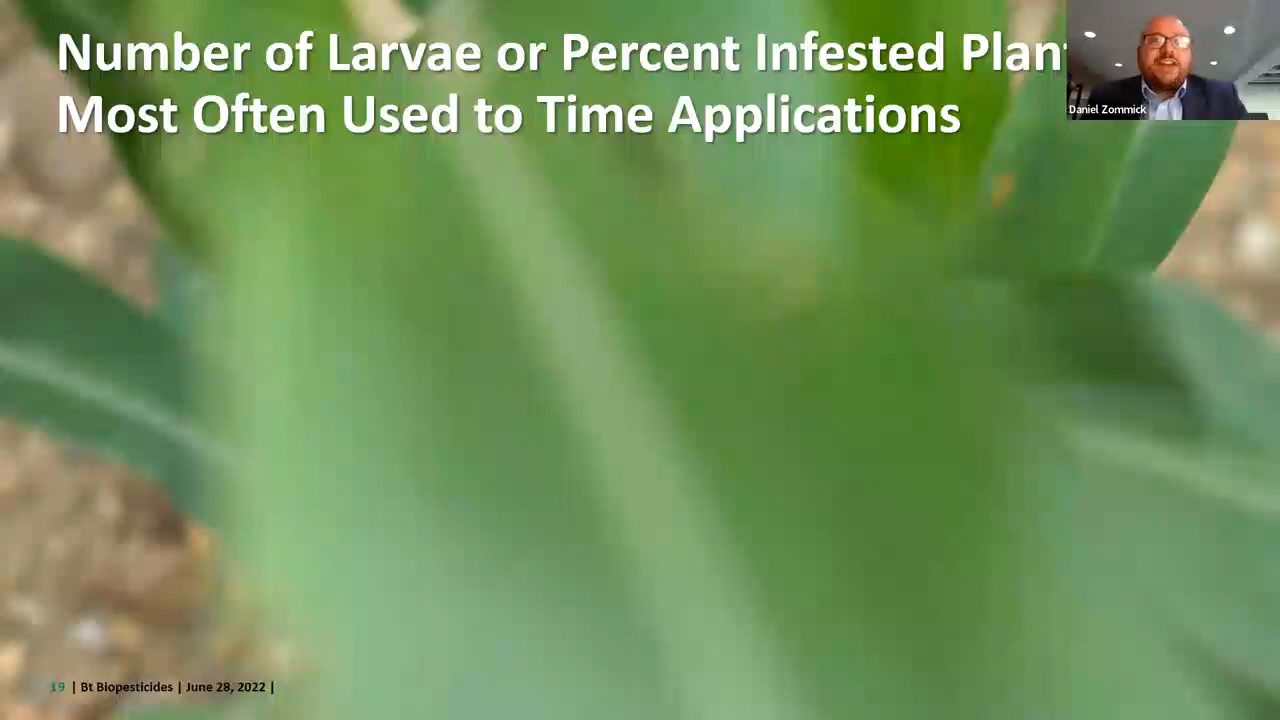 Number of Larvae or Percent Infested Plan
Most Often Used to Time Applications
Daniel Zommick
19 | Bt Biopesticides | June 28, 2022 |